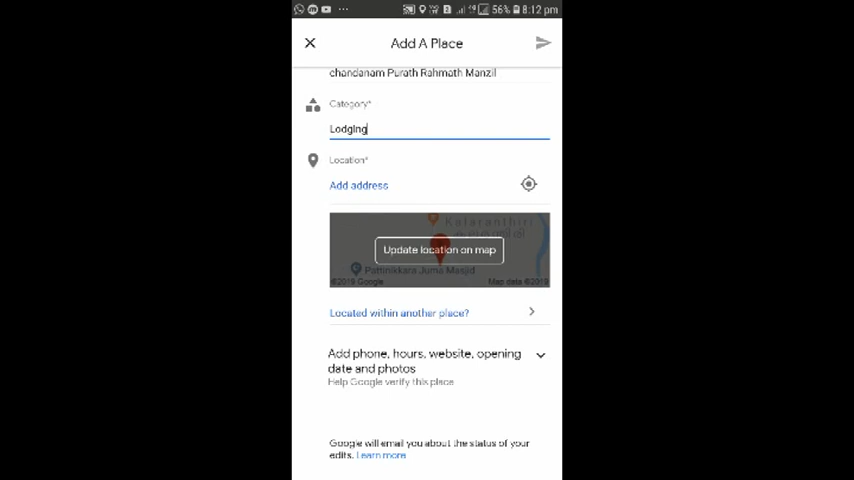 56% 8:12 pm
Add A Place
chandanam Purath Rahmath Manzil
Category*
Lodging
Location*
Add address
Kalaranthiri
Update location on map
Pattinikkara Juma Masjid
©2019 Google Map data ©2019
Located within another place?
Add phone, hours, website, opening
date and photos
Help Google verify this place
Google will email you about the status of your
edits. Learn more